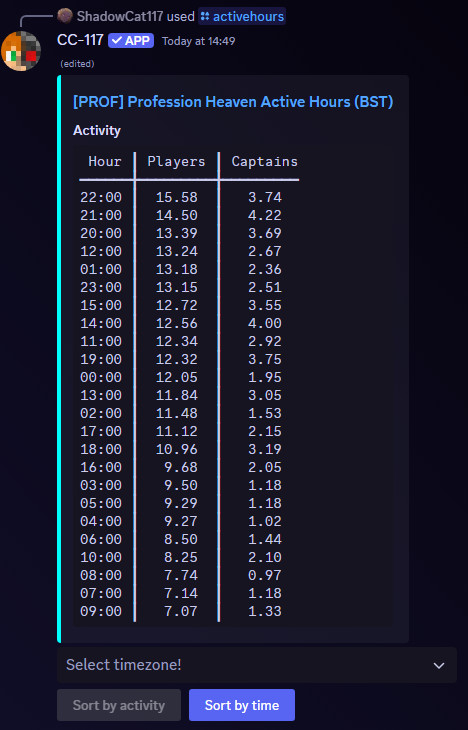 ShadowCat117 used activehours
CC-117 ✓ APP Today at 14:49
(edited)
[PROF] Profession Heaven Active Hours (BST)
Activity
Hour | Players | Captains
22:00 | 15.58 | 3.74
21:00 | 14.50 | 4.22
20:00 | 13.39 | 3.69
12:00 | 13.24 | 2.67
01:00 | 13.18 | 2.36
23:00 | 13.15 | 2.51
15:00 | 12.72 | 3.55
14:00 | 12.56 | 4.00
11:00 | 12.34 | 2.92
19:00 | 12.32 | 3.75
00:00 | 12.05 | 1.95
13:00 | 11.84 | 3.05
02:00 | 11.48 | 1.53
17:00 | 11.12 | 2.15
18:00 | 10.96 | 3.19
16:00 | 9.68 | 2.05
03:00 | 9.50 | 1.18
05:00 | 9.29 | 1.18
04:00 | 9.27 | 1.02
06:00 | 8.50 | 1.44
10:00 | 8.25 | 2.10
08:00 | 7.74 | 0.97
07:00 | 7.14 | 1.18
09:00 | 7.07 | 1.33
Select timezone!
Sort by activity Sort by time